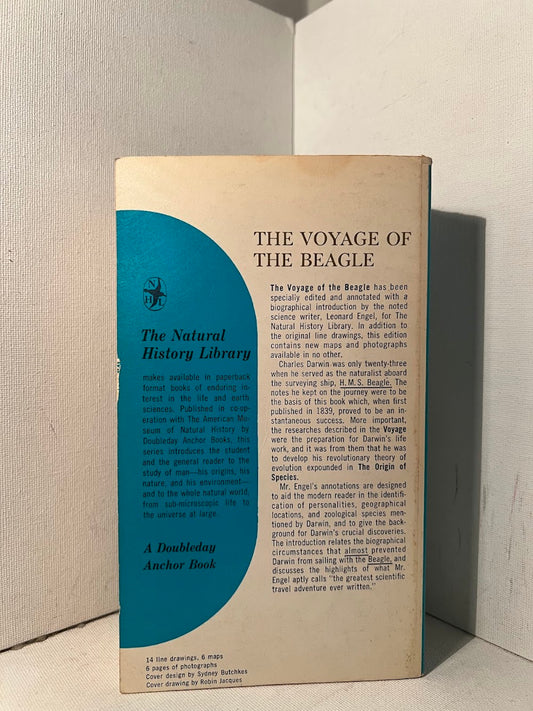 THE VOYAGE OF
THE BEAGLE
The Voyage of the Beagle has been
specially edited and annotated with a
biographical introduction by the
noted science writer, Leonard Engel, for
The Natural History Library. In addition to
the original line drawings, this edition
contains new maps and photographs
available in no other.
Charles Darwin was only twenty-three
when he served as the naturalist aboard
the surveying ship, H.M.S. Beagle. The
notes he kept on the journey were to be
the basis of this book which, when first
published in 1839, proved to be an in-
stantaneous success. More important,
the researches described in the Voyage
were the preparation for Darwin's life
work, and it was from them that he was
to develop his revolutionary theory of
evolution expounded in The Origin of
Species.
Mr. Engel's annotations are designed
to aid the modern reader in the identifi-
cation of personalities, geographical
locations, and zoological species men-
tioned by Darwin, and to give the back-
ground for Darwin's crucial discoveries.
The introduction relates the biographical
circumstances that almost prevented
Darwin from sailing with the Beagle, and
discusses the highlights of what Mr.
Engel aptly calls "the greatest scientific
travel adventure ever written."
N
H L
The Natural
History Library
makes available in paperback
format books of enduring in-
terest in the life and earth
sciences. Published in co-op-
eration with The American Mu-
seum of Natural History by
Doubleday Anchor Books, this
series introduces the student
and the general reader to the
study of man—his origins, his
nature, and his environment—
and to the whole natural world,
from sub-microscopic life to
the universe at large.
A Doubleday
Anchor Book
14 line drawings, 6 maps
6 pages of photographs
Cover design by Sydney Butchkes
Cover drawing by Robin Jacques